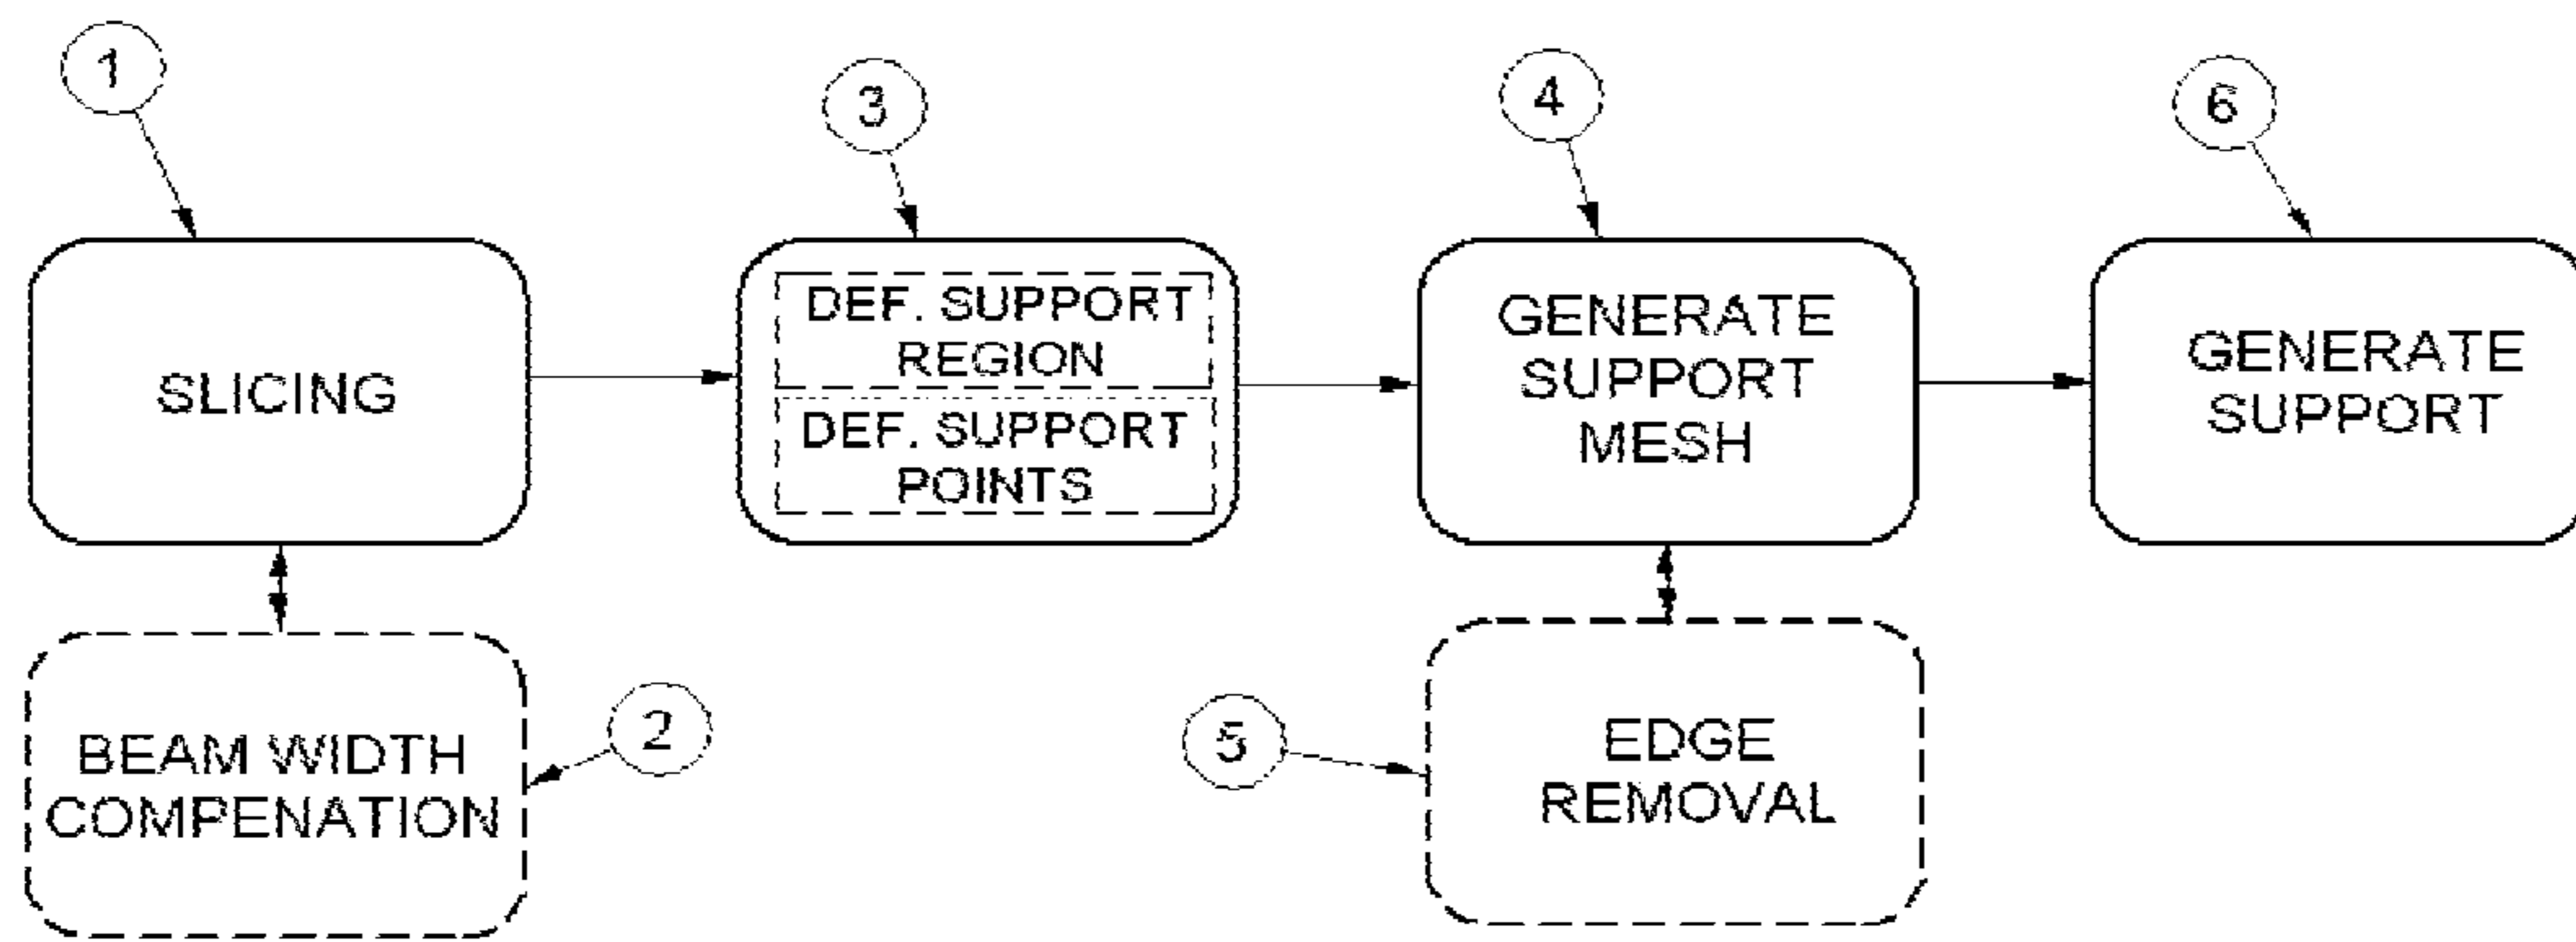 1
3
4
6
SLICING
DEF. SUPPORT
REGION
DEF. SUPPORT
POINTS
GENERATE
SUPPORT
MESH
GENERATE
SUPPORT
BEAM WIDTH
COMPENATION
2
5
EDGE
REMOVAL